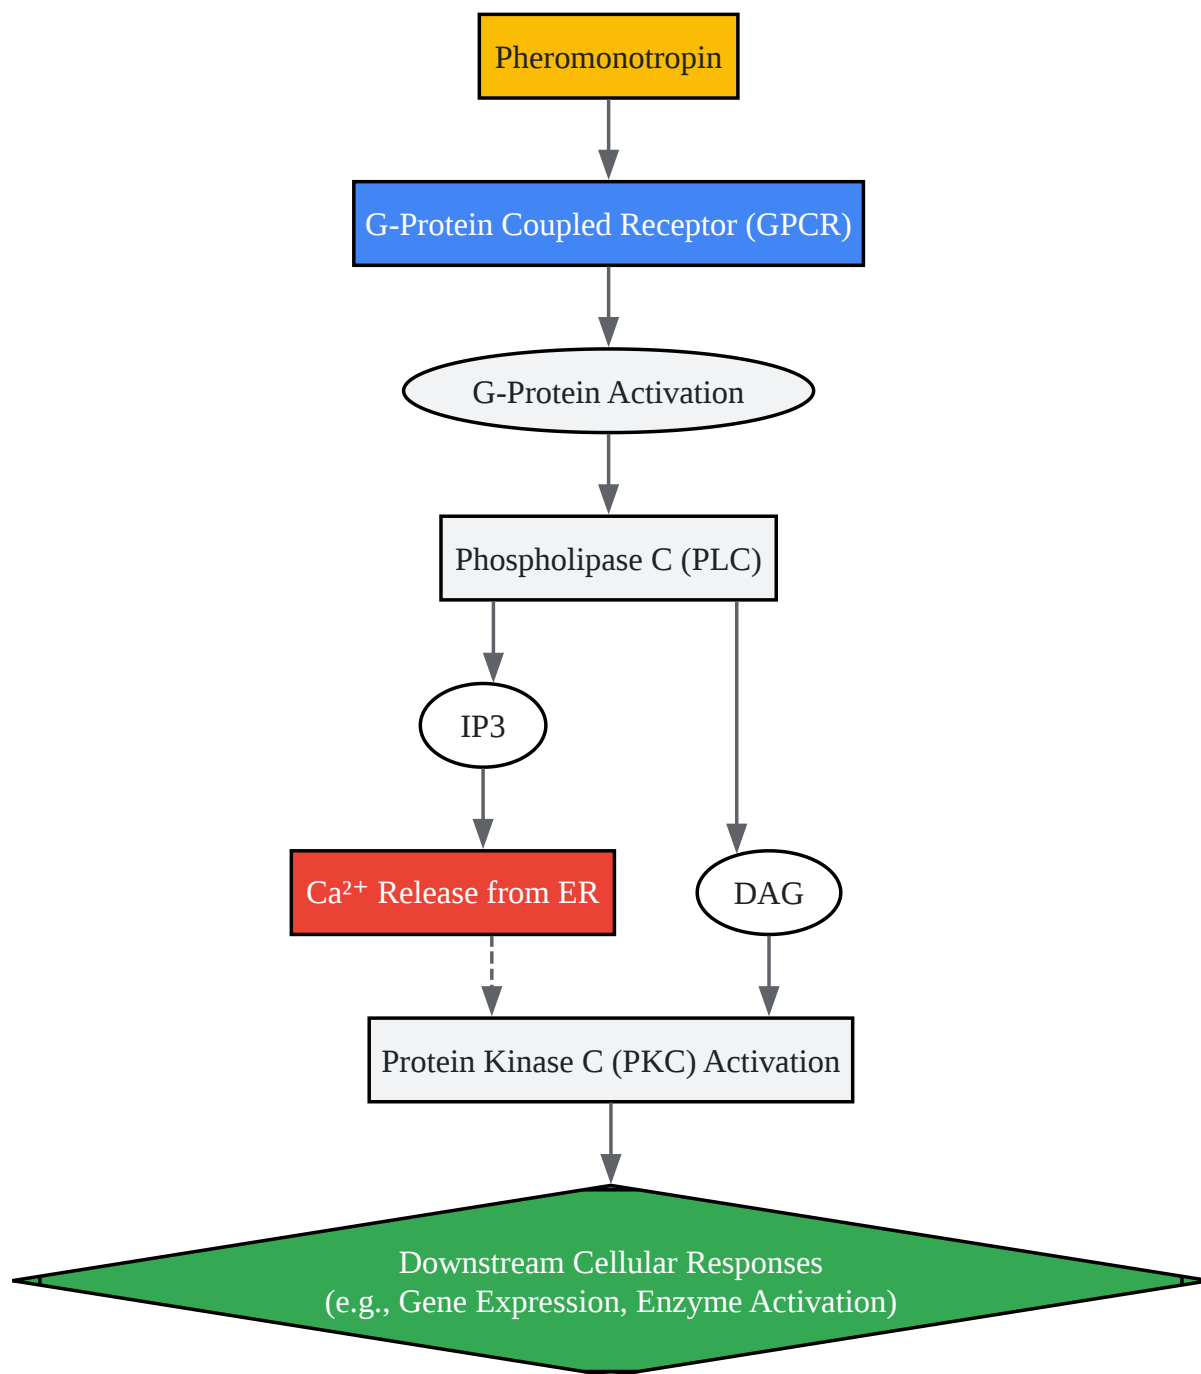 Pheromonotropin
G-Protein Coupled Receptor (GPCR)
G-Protein Activation
Phospholipase C (PLC)
IP3
Ca²⁺ Release from ER
DAG
Protein Kinase C (PKC) Activation
Downstream Cellular Responses
(e.g., Gene Expression, Enzyme Activation)